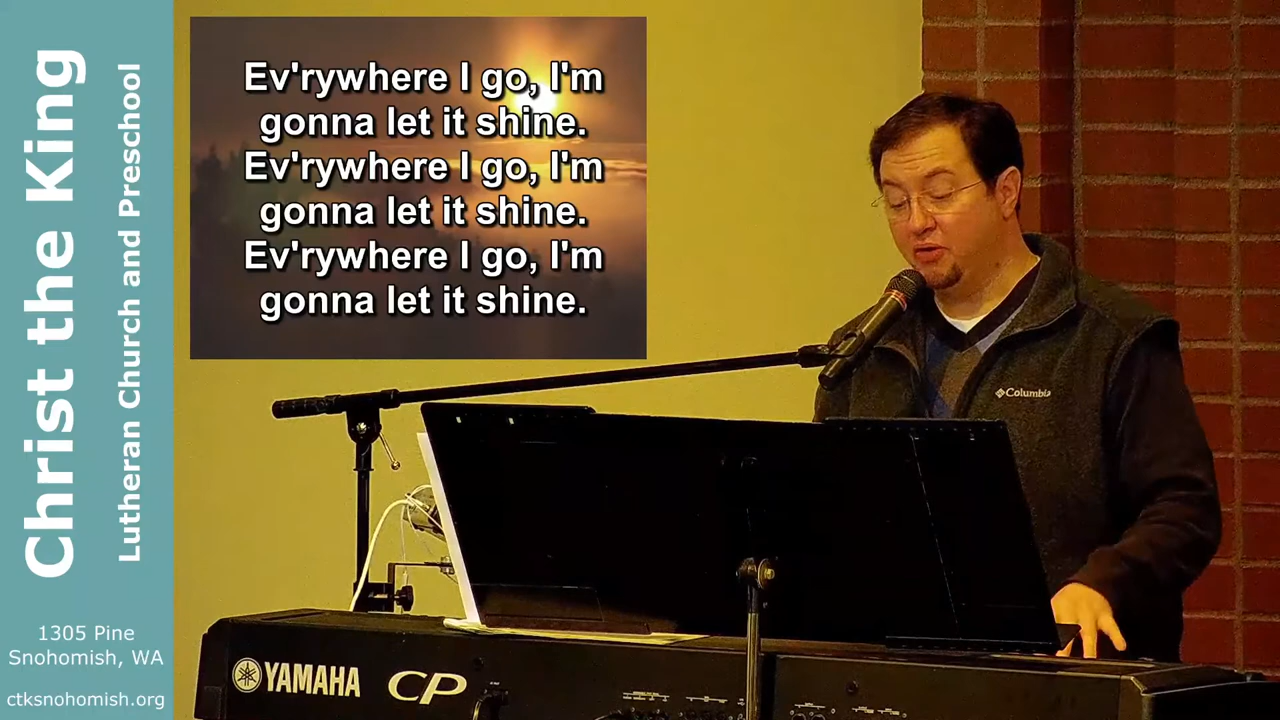 Christ the King
Lutheran Church and Preschool
1305 Pine
Snohomish, WA
ctksnohomish.org
Ev'rywhere I go, I'm
gonna let it shine.
Ev'rywhere I go, I'm
gonna let it shine.
Ev'rywhere I go, I'm
gonna let it shine.
Columbia
YAMAHA CP